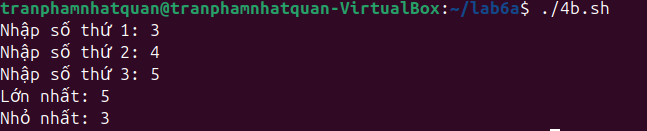 tranphamnhatquan@tranphamnhatquan-VirtualBox:~/lab6a$ ./4b.sh
Nhập số thứ 1: 3
Nhập số thứ 2: 4
Nhập số thứ 3: 5
Lớn nhất: 5
Nhỏ nhất: 3